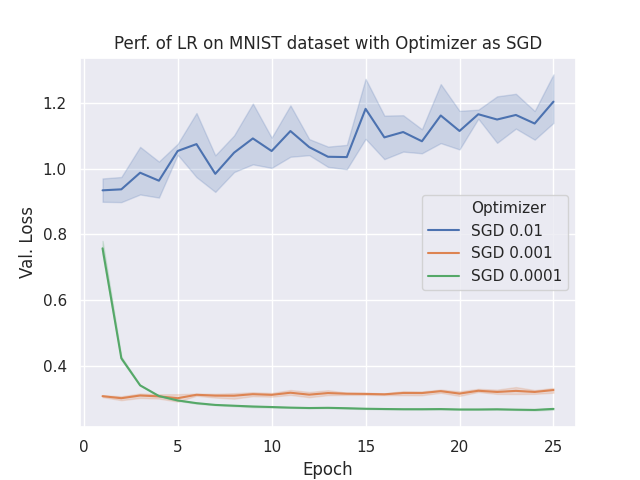 Perf. of LR on MNIST dataset with Optimizer as SGD
Val. Loss
1.2
1.0
0.8
0.6
0.4
Optimizer
SGD 0.01
SGD 0.001
SGD 0.0001
0 5 10 15 20 25
Epoch